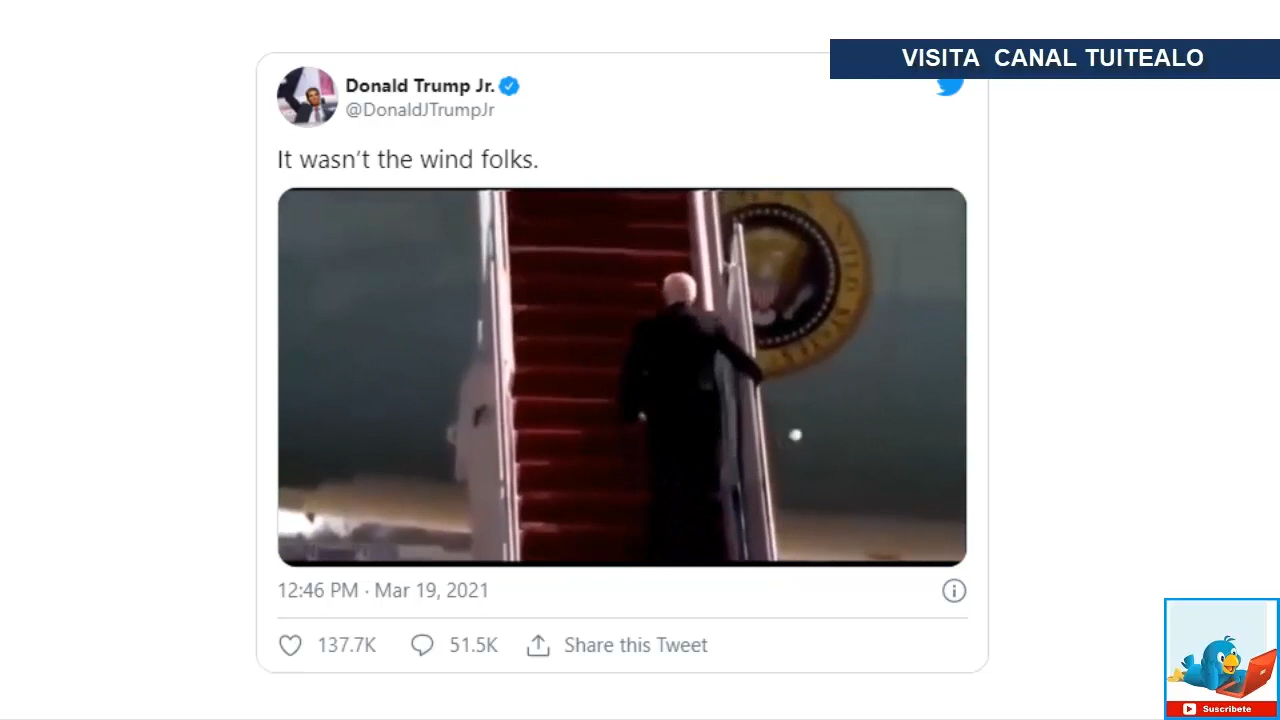 VISITA CANAL TUITEALO
Donald Trump Jr.
@DonaldJTrumpJr
It wasn't the wind folks.
12:46 PM · Mar 19, 2021
137.7K 51.5K Share this Tweet
Suscribete